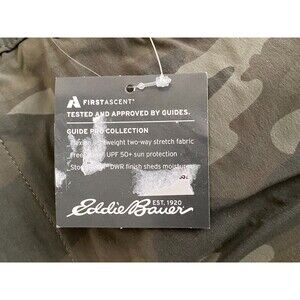 FIRSTASCENT®
TESTED AND APPROVED BY GUIDES.
GUIDE PRO COLLECTION
weight two-way stretch fabric
UPF 50+ sun protection
DWR finish sheds moisture
EST. 1920
Eddie Bauer